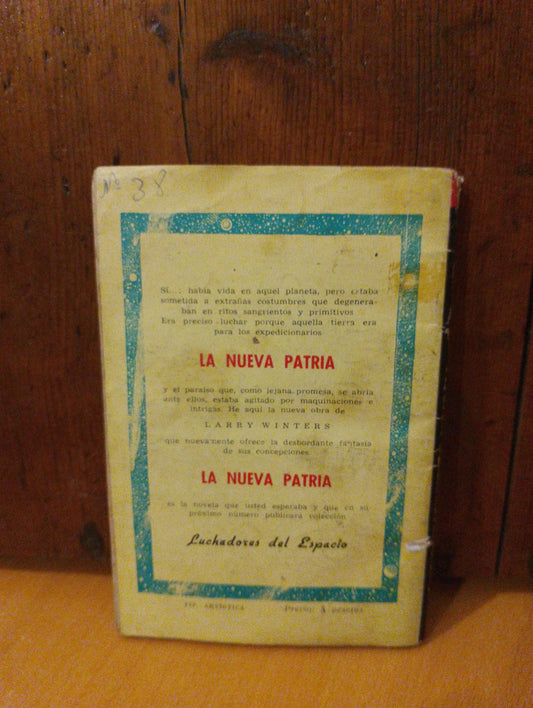 Nº 38
Sí... había vida en aquel planeta, pero estaba
sometida a extrañas costumbres que degenera-
ban en ritos sangrientos y primitivos
Era preciso luchar porque aquella tierra era
para los expedicionarios
LA NUEVA PATRIA
y el paraíso que, como lejana promesa, se abría
ante ellos, estaba agitado por maquinaciones e
intrigas. He aquí la nueva obra de
LARRY WINTERS
que nuevamente ofrece la desbordante fantasía
de sus concepciones
LA NUEVA PATRIA
es la novela que usted esperaba y que en su
próximo número publicara colección
Luchadores del Espacio
TIP. ARTÍSTICA Precio: pesetas